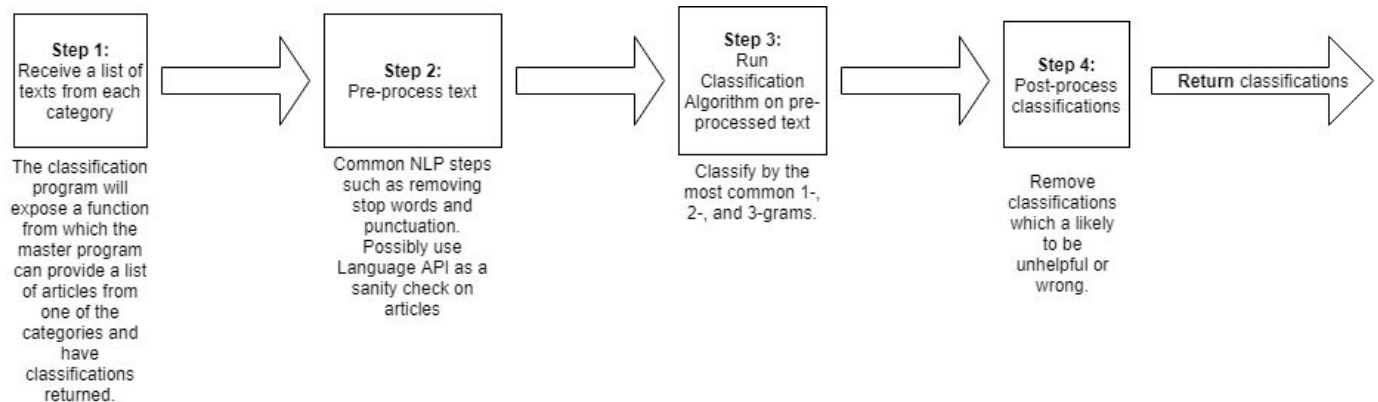 Step 1:
Receive a list of
texts from each
category
The classification
program will
expose a function
from which the
master program
can provide a list
of articles from
one of the
categories and
have
classifications
returned.
Step 2:
Pre-process text
Common NLP steps
such as removing
stop words and
punctuation.
Possibly use
Language API as a
sanity check on
articles
Step 3:
Run
Classification
Algorithm on pre-
processed text
Classify by the
most common 1-,
2-, and 3-grams.
Step 4:
Post-process
classifications
Remove
classifications
which a likely to
be
unhelpful or
wrong.
Return classifications